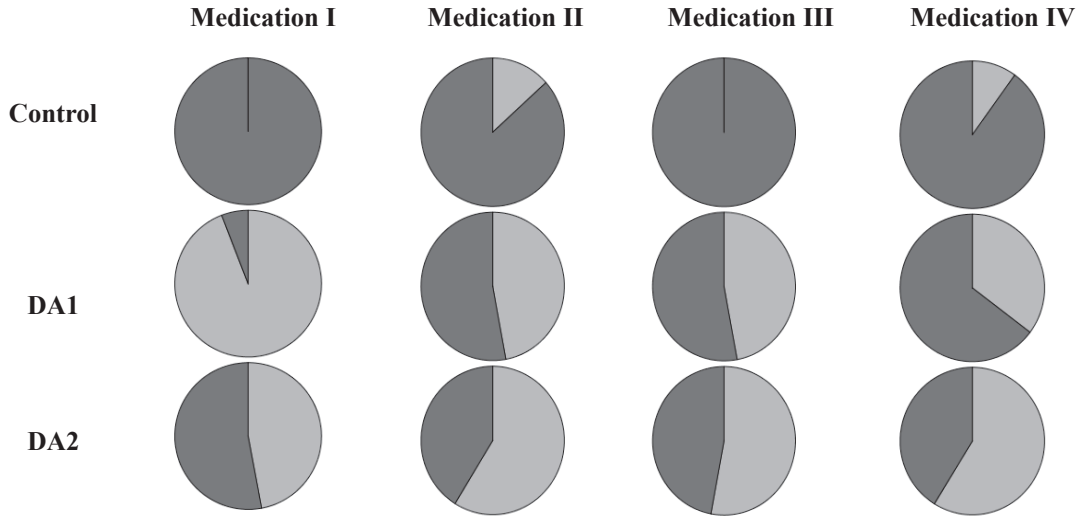 Medication I Medication II Medication III Medication IV
Control
DA1
DA2